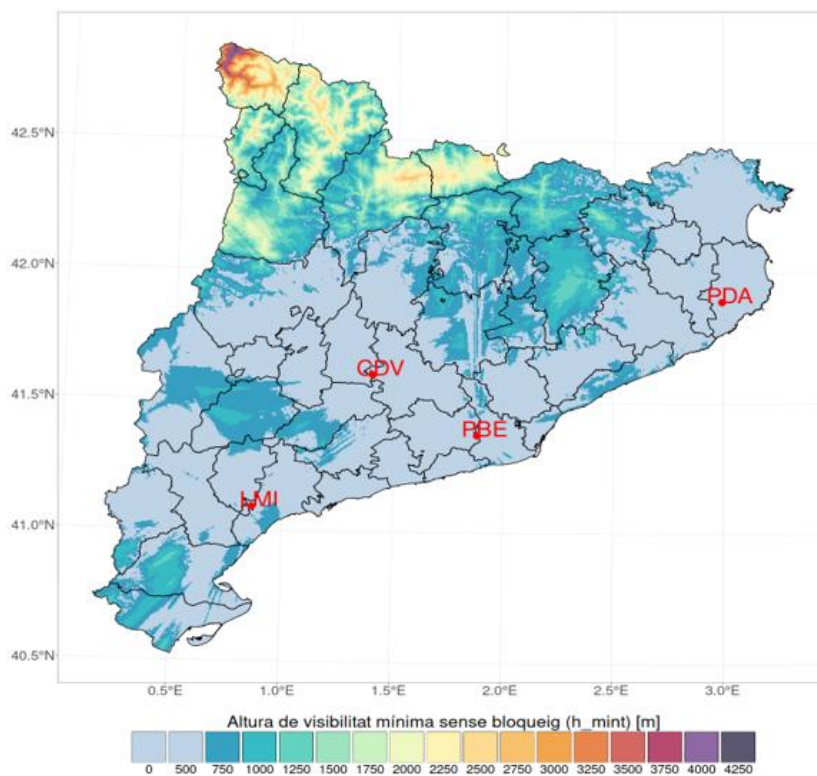 42.5°N
42.0°N
41.5°N
41.0°N
40.5°N
PDA
CDV
PBE
LMI
0.5°E 1.0°E 1.5°E 2.0°E 2.5°E 3.0°E
Altura de visibilitat mínima sense bloqueig (h_mint) [m]
0 500 750 1000 1250 1500 1750 2000 2250 2500 2750 3000 3250 3500 3750 4000 4250